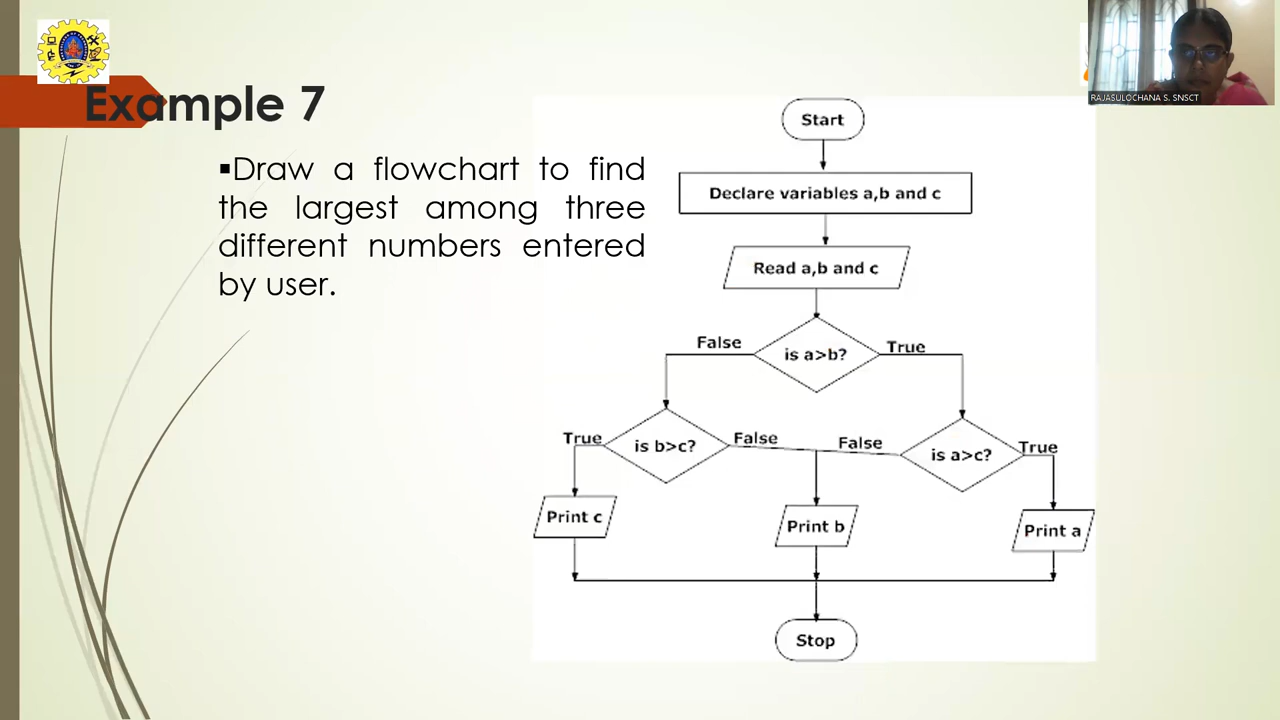 Example 7
▪Draw a flowchart to find
the largest among three
different numbers entered
by user.
RAJASULOCHANA S. SNSCT
Start
Declare variables a,b and c
Read a,b and c
is a>b?
False
True
is b>c?
True
False
is a>c?
False
True
Print c
Print b
Print a
Stop